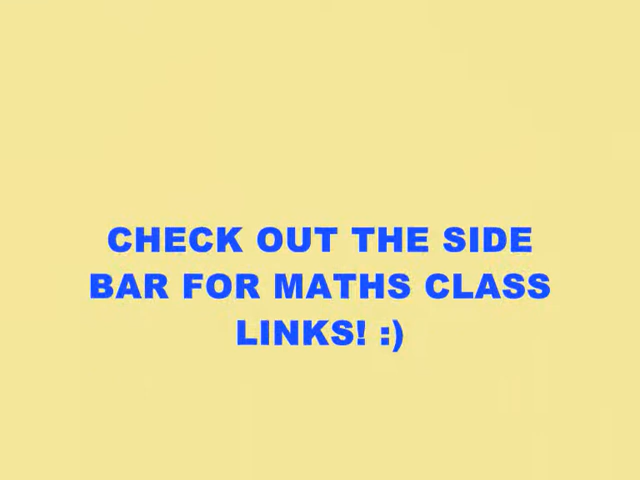 CHECK OUT THE SIDE
BAR FOR MATHS CLASS
LINKS! :)